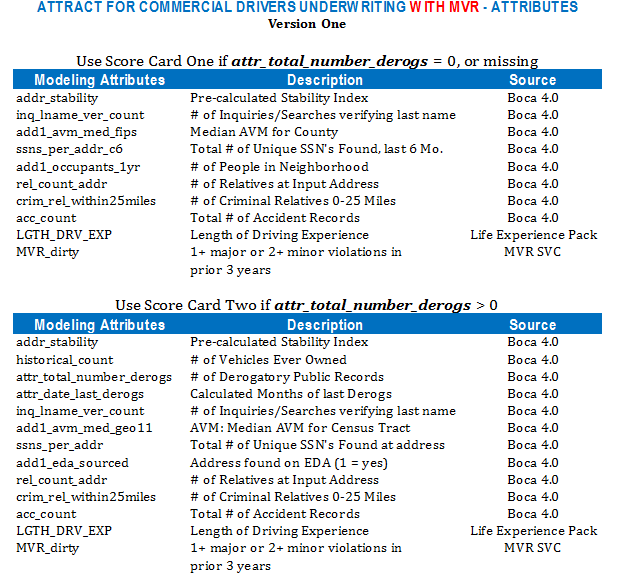 ATTRACT FOR COMMERCIAL DRIVERS UNDERWRITING WITH MVR - ATTRIBUTES
Version One
Use Score Card One if attr_total_number_derogs = 0, or missing
Modeling Attributes Description Source
addr_stability Pre-calculated Stability Index Boca 4.0
inq_lname_ver_count # of Inquiries/Searches verifying last name Boca 4.0
add1_avm_med_fips Median AVM for County Boca 4.0
ssns_per_addr_c6 Total # of Unique SSN's Found, last 6 Mo. Boca 4.0
add1_occupants_1yr # of People in Neighborhood Boca 4.0
rel_count_addr # of Relatives at Input Address Boca 4.0
crim_rel_within25miles # of Criminal Relatives 0-25 Miles Boca 4.0
acc_count Total # of Accident Records Boca 4.0
LGTH_DRV_EXP Length of Driving Experience Life Experience Pack
MVR_dirty 1+ major or 2+ minor violations in MVR SVC
prior 3 years
Use Score Card Two if attr_total_number_derogs > 0
Modeling Attributes Description Source
addr_stability Pre-calculated Stability Index Boca 4.0
historical_count # of Vehicles Ever Owned Boca 4.0
attr_total_number_derogs # of Derogatory Public Records Boca 4.0
attr_date_last_derogs Calculated Months of last Derogs Boca 4.0
inq_lname_ver_count # of Inquiries/Searches verifying last name Boca 4.0
add1_avm_med_geo11 AVM: Median AVM for Census Tract Boca 4.0
ssns_per_addr Total # of Unique SSN's Found at address Boca 4.0
add1_eda_sourced Address found on EDA (1 = yes) Boca 4.0
rel_count_addr # of Relatives at Input Address Boca 4.0
crim_rel_within25miles # of Criminal Relatives 0-25 Miles Boca 4.0
acc_count Total # of Accident Records Boca 4.0
LGTH_DRV_EXP Length of Driving Experience Life Experience Pack
MVR_dirty 1+ major or 2+ minor violations in MVR SVC
prior 3 years